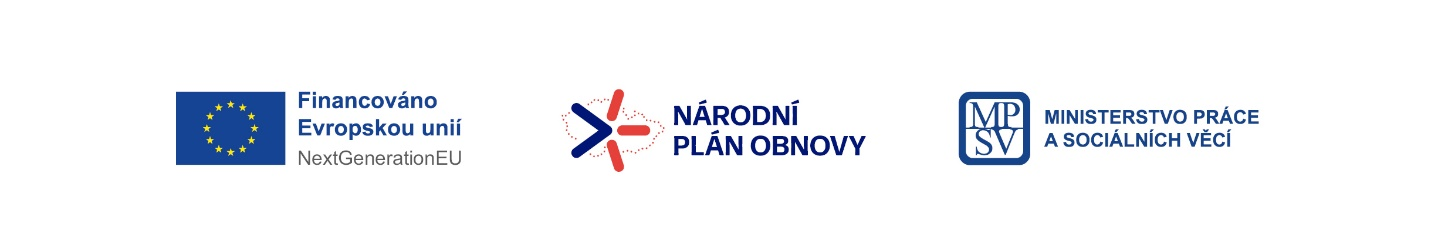 Financováno
Evropskou unií
NextGenerationEU
NÁRODNÍ
PLÁN OBNOVY
MP
SV
MINISTERSTVO PRÁCE
A SOCIÁLNÍCH VĚCÍ